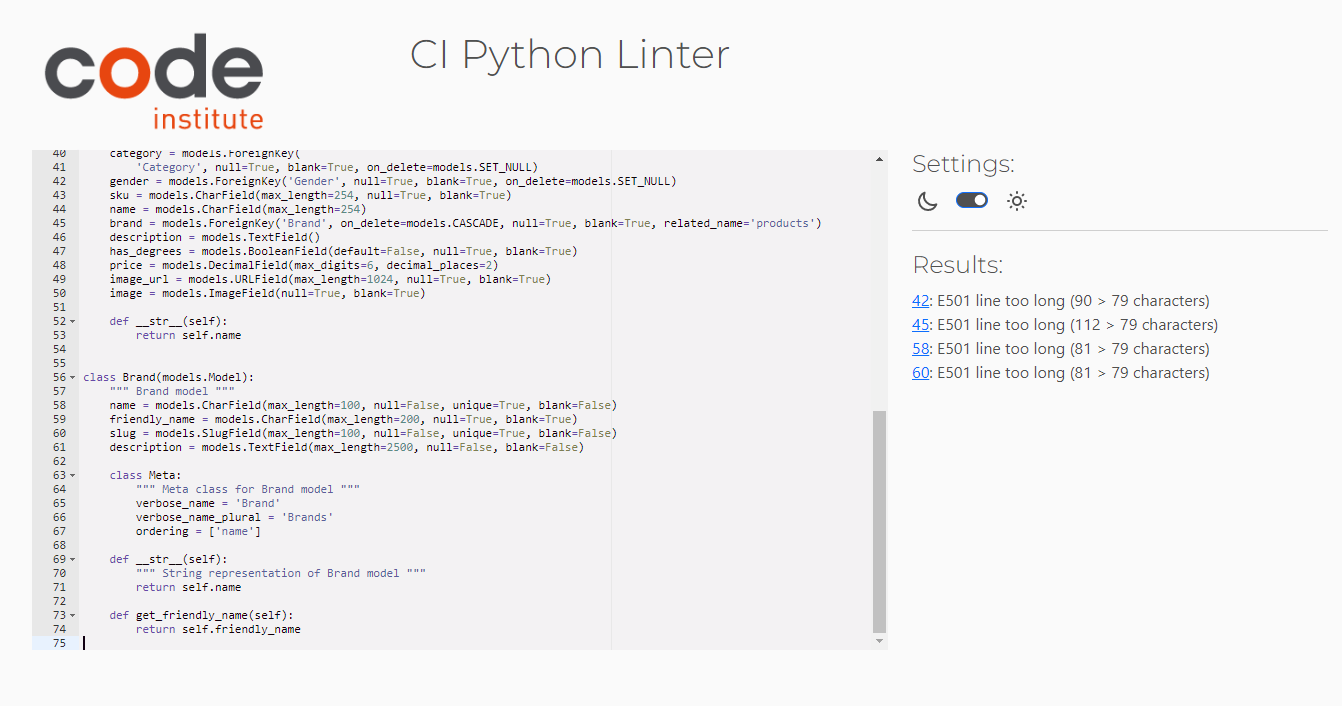 code
institute
CI Python Linter
40 category = models.ForeignKey(
41 'Category', null=True, blank=True, on_delete=models.SET_NULL)
42 gender = models.ForeignKey('Gender', null=True, blank=True, on_delete=models.SET_NULL)
43 sku = models.CharField(max_length=254, null=True, blank=True)
44 name = models.CharField(max_length=254)
45 brand = models.ForeignKey('Brand', on_delete=models.CASCADE, null=True, blank=True, related_name='products')
46 description = models.TextField()
47 has_degrees = models.BooleanField(default=False, null=True, blank=True)
48 price = models.DecimalField(max_digits=6, decimal_places=2)
49 image_url = models.URLField(max_length=1024, null=True, blank=True)
50 image = models.ImageField(null=True, blank=True)
51
52 def __str__(self):
53 return self.name
54
55
56 class Brand(models.Model):
57 """ Brand model """
58 name = models.CharField(max_length=100, null=False, unique=True, blank=False)
59 friendly_name = models.CharField(max_length=200, null=True, blank=True)
60 slug = models.SlugField(max_length=100, null=False, unique=True, blank=False)
61 description = models.TextField(max_length=2500, null=False, blank=False)
62
63 class Meta:
64 """ Meta class for Brand model """
65 verbose_name = 'Brand'
66 verbose_name_plural = 'Brands'
67 ordering = ['name']
68
69 def __str__(self):
70 """ String representation of Brand model """
71 return self.name
72
73 def get_friendly_name(self):
74 return self.friendly_name
75
Settings:
Results:
42: E501 line too long (90 > 79 characters)
45: E501 line too long (112 > 79 characters)
58: E501 line too long (81 > 79 characters)
60: E501 line too long (81 > 79 characters)